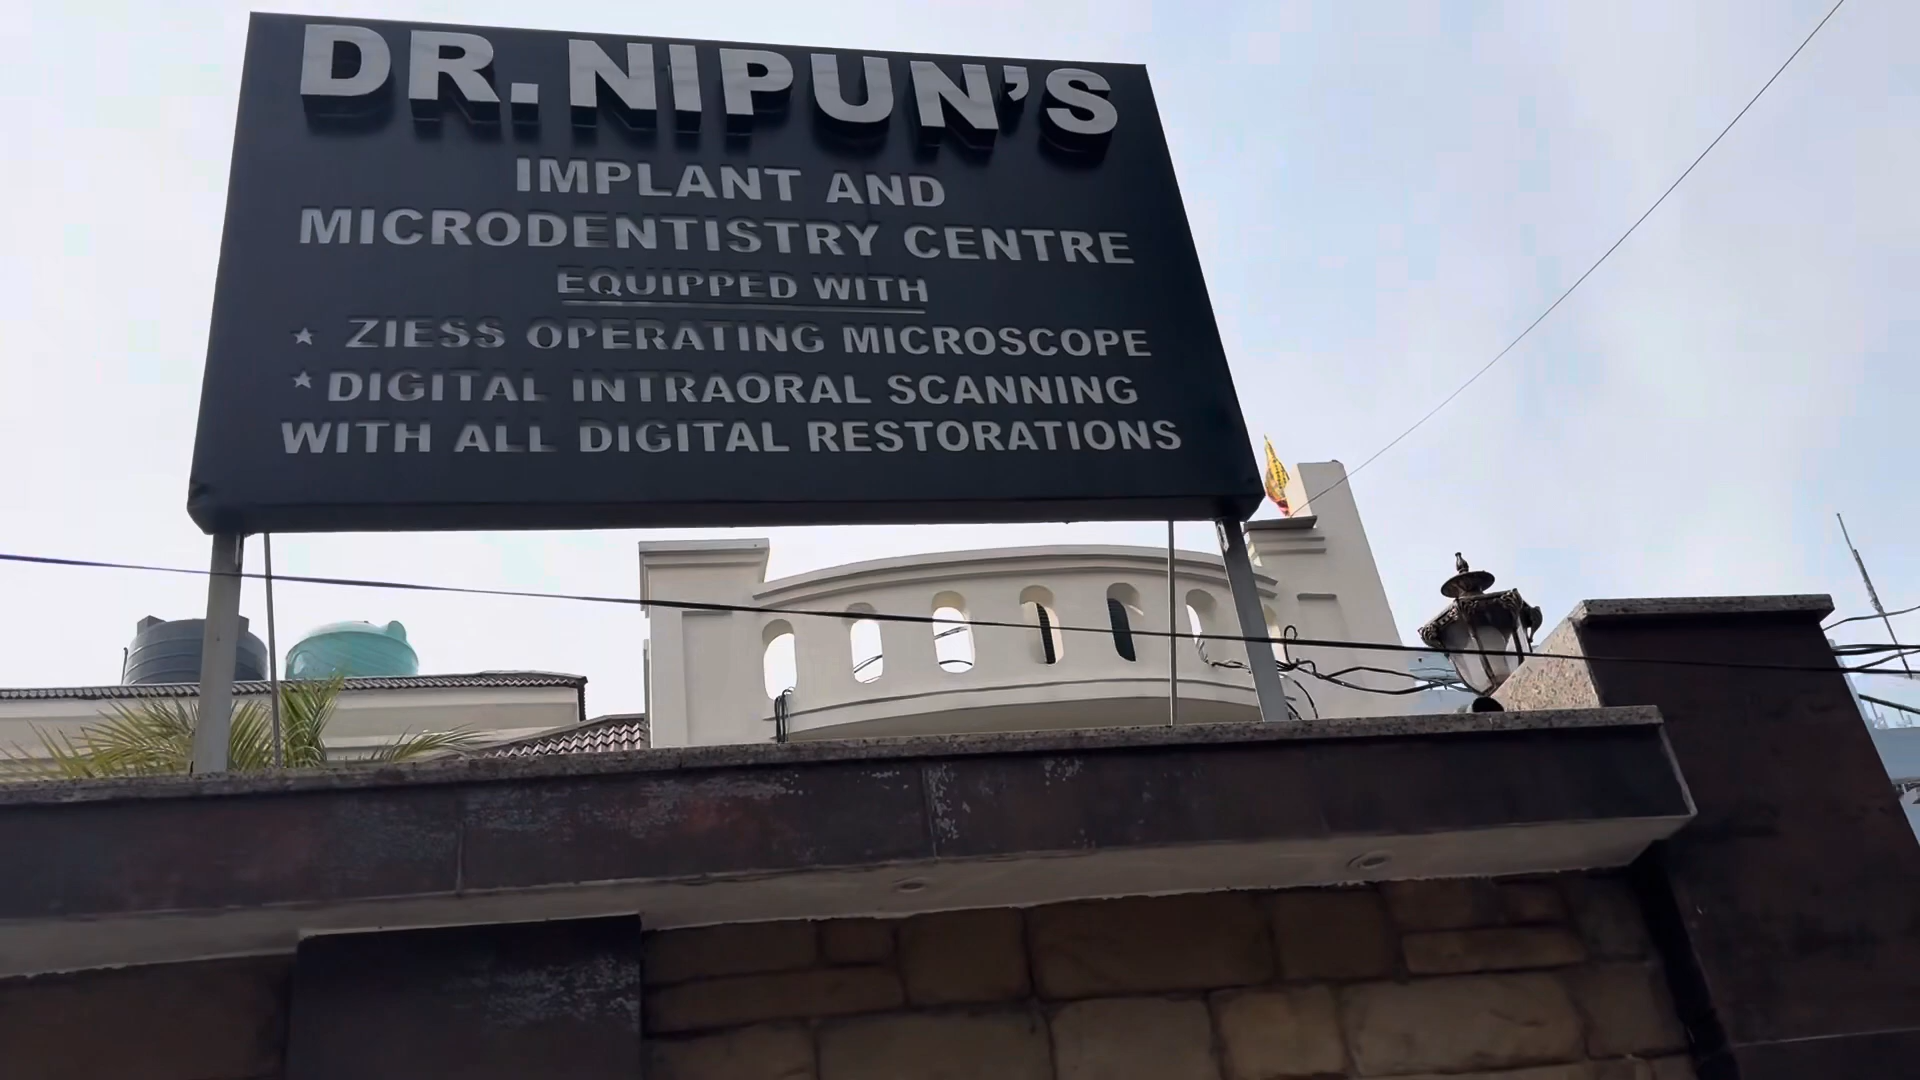 DR. NIPUN'S
IMPLANT AND
MICRODENTISTRY CENTRE
EQUIPPED WITH
★ ZIESS OPERATING MICROSCOPE
★ DIGITAL INTRAORAL SCANNING
WITH ALL DIGITAL RESTORATIONS